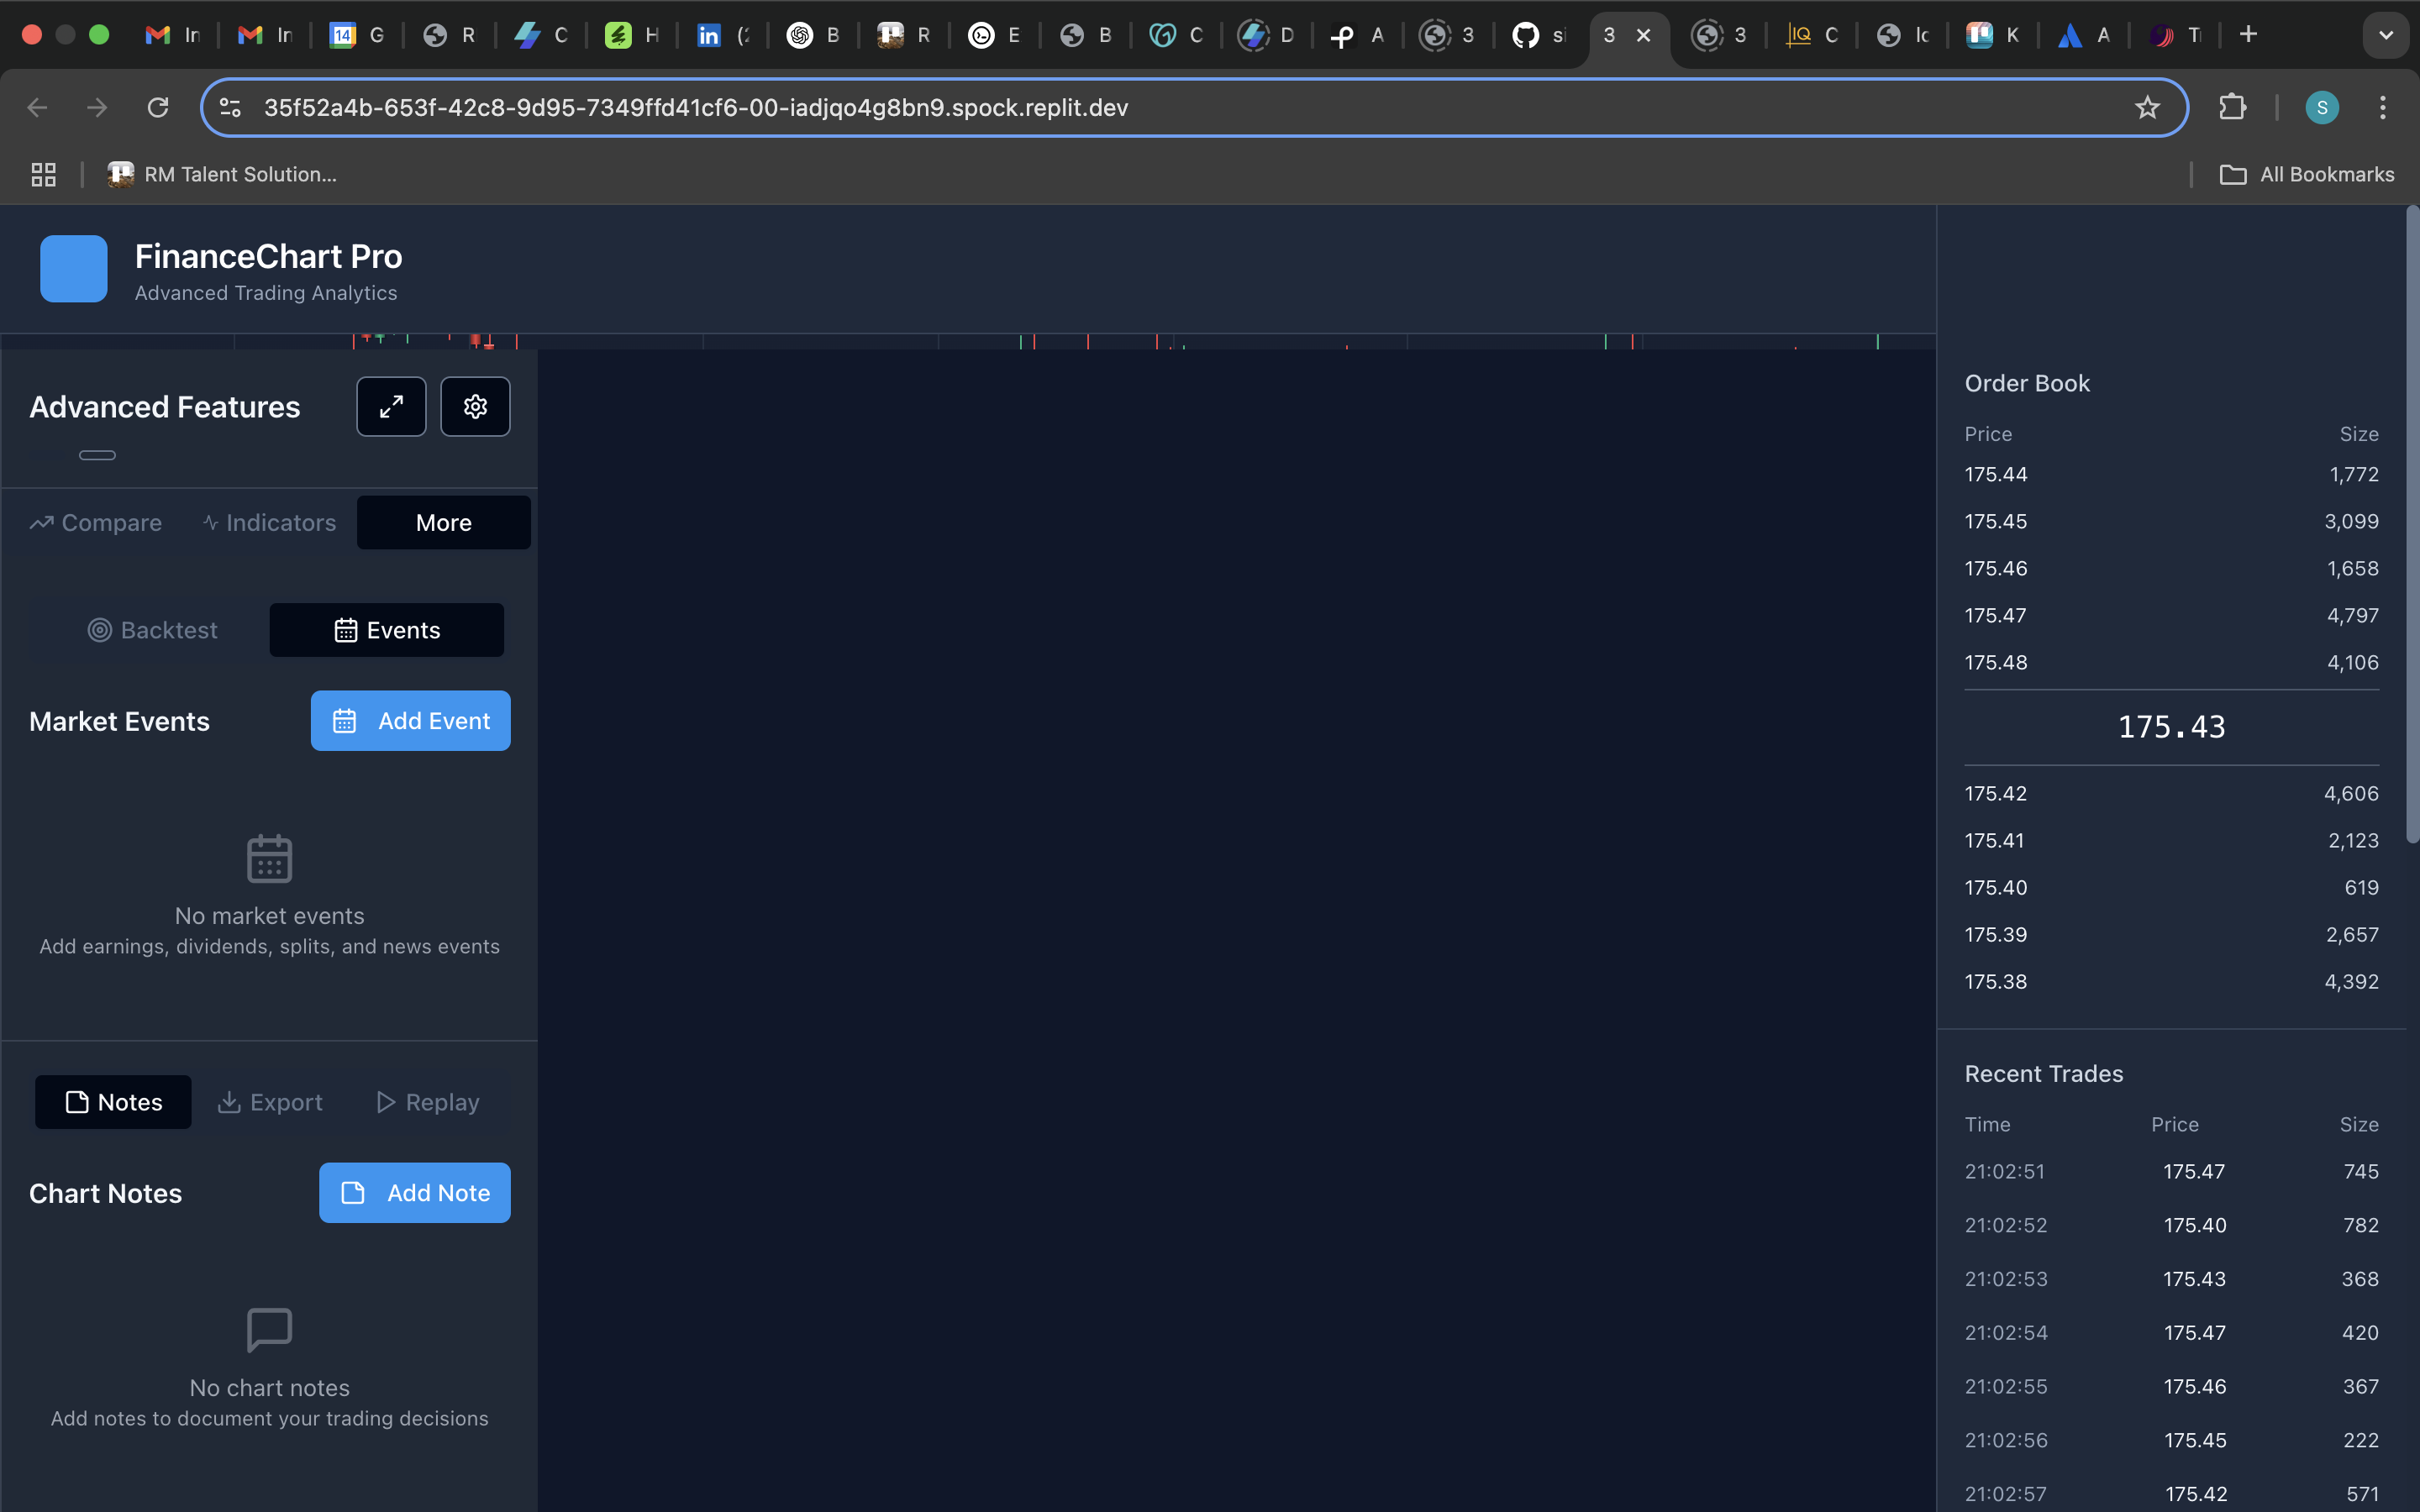 In
In
14
G
R
C
H
in
(2
B
R
E
B
C
D
A
3
si
3
3
IQ
C
Ic
K
A
Ti
35f52a4b-653f-42c8-9d95-7349ffd41cf6-00-iadjqo4g8bn9.spock.replit.dev
S
RM Talent Solution...
All Bookmarks
FinanceChart Pro
Advanced Trading Analytics
Advanced Features
Compare
Indicators
More
Backtest
Events
Market Events
Add Event
No market events
Add earnings, dividends, splits, and news events
Notes
Export
Replay
Chart Notes
Add Note
No chart notes
Add notes to document your trading decisions
Order Book
Price Size
175.44 1,772
175.45 3,099
175.46 1,658
175.47 4,797
175.48 4,106
175.43
175.42 4,606
175.41 2,123
175.40 619
175.39 2,657
175.38 4,392
Recent Trades
Time Price Size
21:02:51 175.47 745
21:02:52 175.40 782
21:02:53 175.43 368
21:02:54 175.47 420
21:02:55 175.46 367
21:02:56 175.45 222
21:02:57 175.42 571